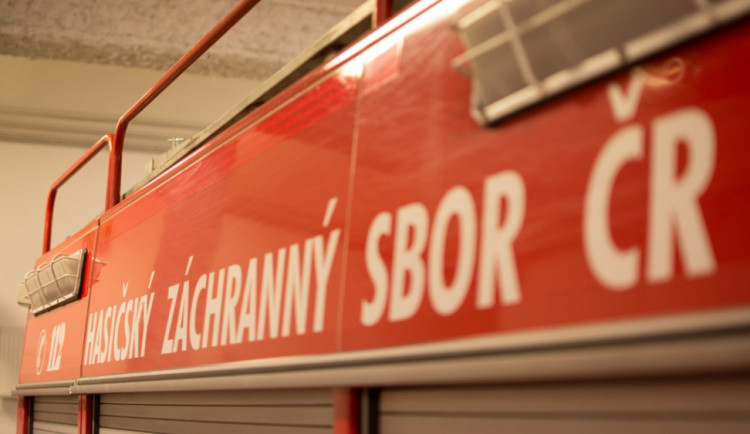 112 HASIČSKÝ ZÁCHRANNÝ SBOR ČR